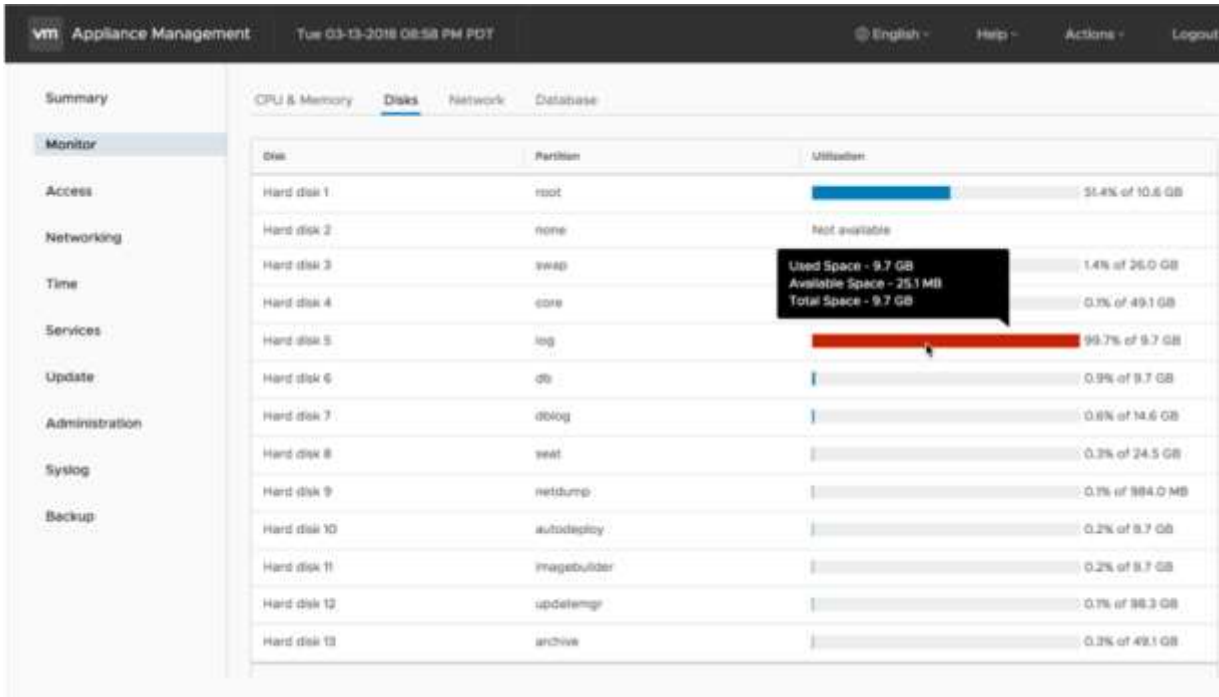 vm Appliance Management Tue 03-13-2018 08:58 PM PDT English Help Actions Logout
Summary
Monitor
Access
Networking
Time
Services
Update
Administration
Syslog
Backup
CPU & Memory Disks Network Database
Disk Partition Utilization
Hard disk 1 root 51.4% of 10.6 GB
Hard disk 2 none Not available
Hard disk 3 swap 1.4% of 26.0 GB
Hard disk 4 core 0.1% of 49.1 GB
Used Space - 9.7 GB
Available Space - 25.1 MB
Total Space - 9.7 GB
Hard disk 5 log 99.7% of 9.7 GB
Hard disk 6 db 0.9% of 9.7 GB
Hard disk 7 dblog 0.6% of 14.6 GB
Hard disk 8 seat 0.3% of 24.5 GB
Hard disk 9 netdump 0.1% of 984.0 MB
Hard disk 10 autodeploy 0.2% of 9.7 GB
Hard disk 11 imagebuilder 0.2% of 9.7 GB
Hard disk 12 updatemgr 0.1% of 98.3 GB
Hard disk 13 archive 0.3% of 49.1 GB